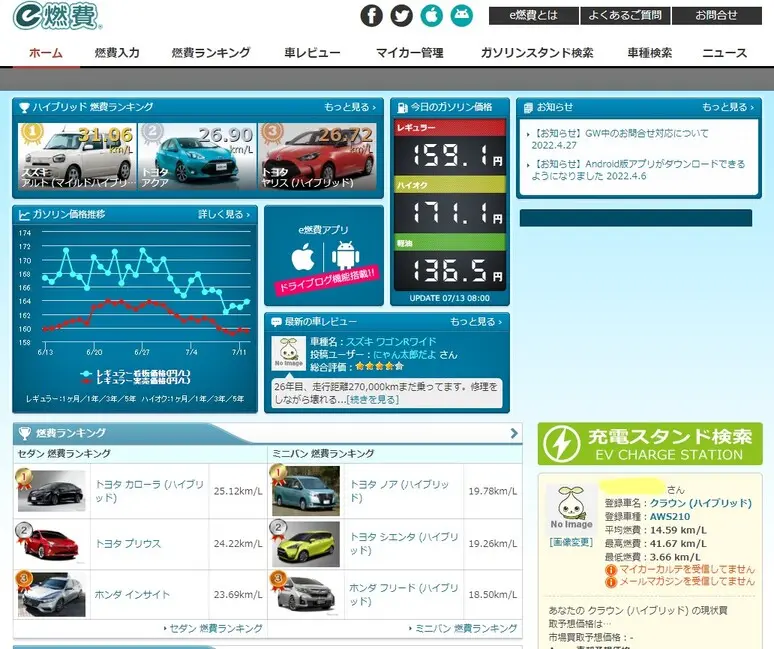 e燃費
e燃費とは
よくあるご質問
お問合せ
ホーム
燃費入力
燃費ランキング
車レビュー
マイカー管理
ガソリンスタンド検索
車種検索
ニュース
ハイブリッド 燃費ランキング
もっと見る ›
1
31.96
km/L
スズキ
アルト (マイルドハイブリ…
2
26.90
km/L
トヨタ
アクア
3
26.72
km/L
トヨタ
ヤリス (ハイブリッド)
今日のガソリン価格
レギュラー
159.1円
ハイオク
171.1円
軽油
136.5円
UPDATE 07/13 08:00
お知らせ
もっと見る ›
【お知らせ】GW中のお問合せ対応について
2022.4.27
【お知らせ】Android版アプリがダウンロードできる
ようになりました 2022.4.6
ガソリン価格推移
詳しく見る ›
174
172
170
168
166
164
162
160
158
6/13
6/20
6/27
7/4
7/11
レギュラー看板価格(円/L)
レギュラー実売価格(円/L)
レギュラー:1ヶ月／1年／3年／5年 ハイオク:1ヶ月／1年／3年／5年
e燃費アプリ
ドライブログ機能搭載!!
最新の車レビュー
もっと見る ›
No Image
車種名：スズキ ワゴンRワイド
投稿ユーザー：にゃん太郎だよ さん
総合評価：
26年目、走行距離270,000kmまだ乗ってます。修理を
しながら壊れる...[続きを見る]
燃費ランキング
セダン 燃費ランキング
1
トヨタ カローラ (ハイブリ
ッド)
25.12km/L
2
トヨタ プリウス
24.22km/L
3
ホンダ インサイト
23.69km/L
セダン 燃費ランキング
ミニバン 燃費ランキング
1
トヨタ ノア (ハイブリッ
ド)
19.78km/L
2
トヨタ シエンタ (ハイブリ
ッド)
19.26km/L
3
ホンダ フリード (ハイブリ
ッド)
18.50km/L
ミニバン 燃費ランキング
充電スタンド検索
EV CHARGE STATION
No Image
[画像変更]
さん
登録車名：クラウン (ハイブリッド)
登録車種：AWS210
平均燃費：14.59 km/L
最高燃費：41.67 km/L
最低燃費：3.66 km/L
マイカーカルテを受信してません
メールマガジンを受信してません
あなたの クラウン (ハイブリッド) の現状買
取予想価格は…
市場買取予想価格：-